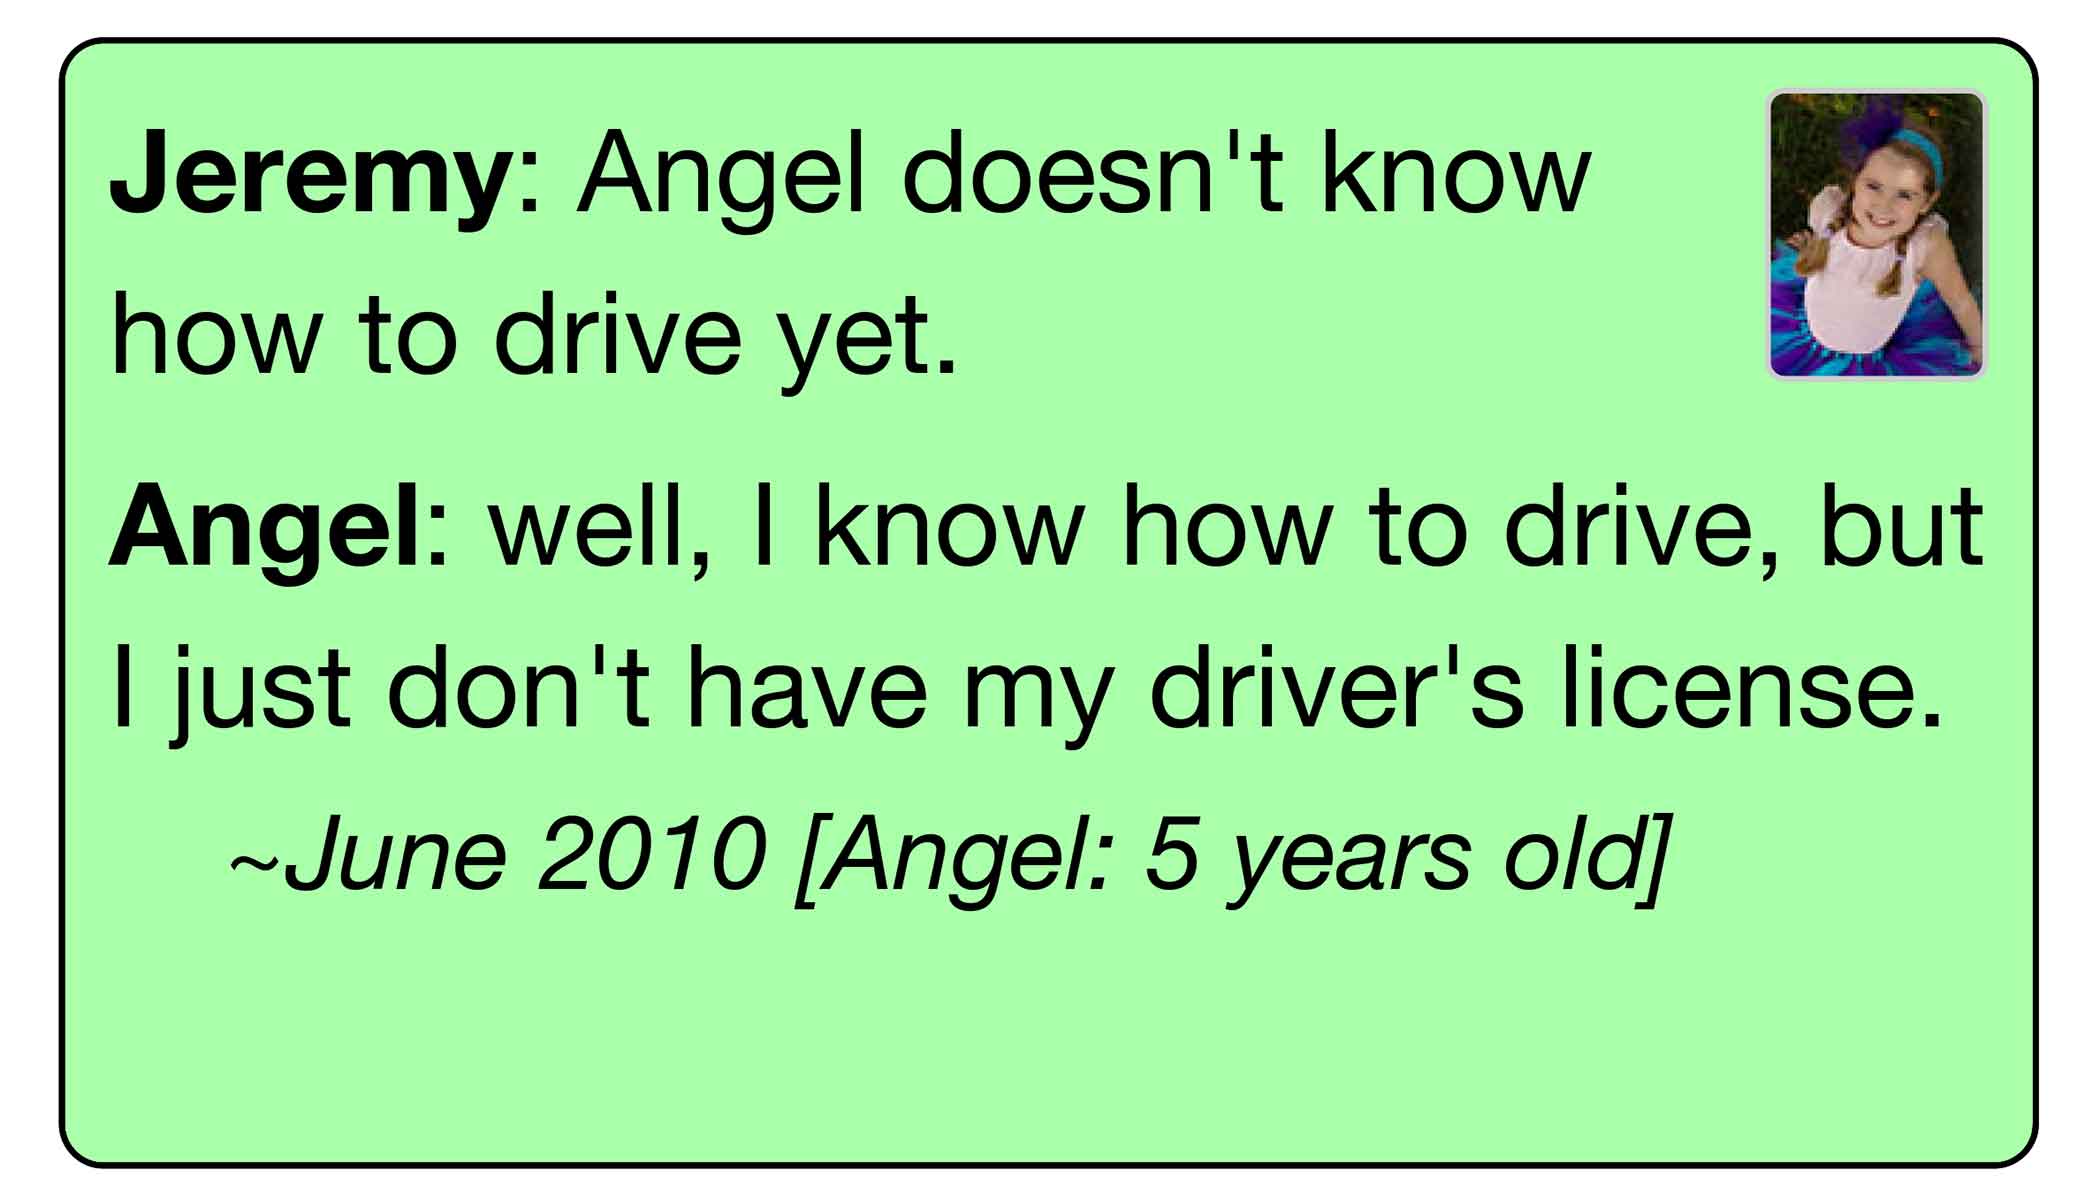 Jeremy: Angel doesn't know
how to drive yet.
Angel: well, I know how to drive, but
I just don't have my driver's license.
~June 2010 [Angel: 5 years old]